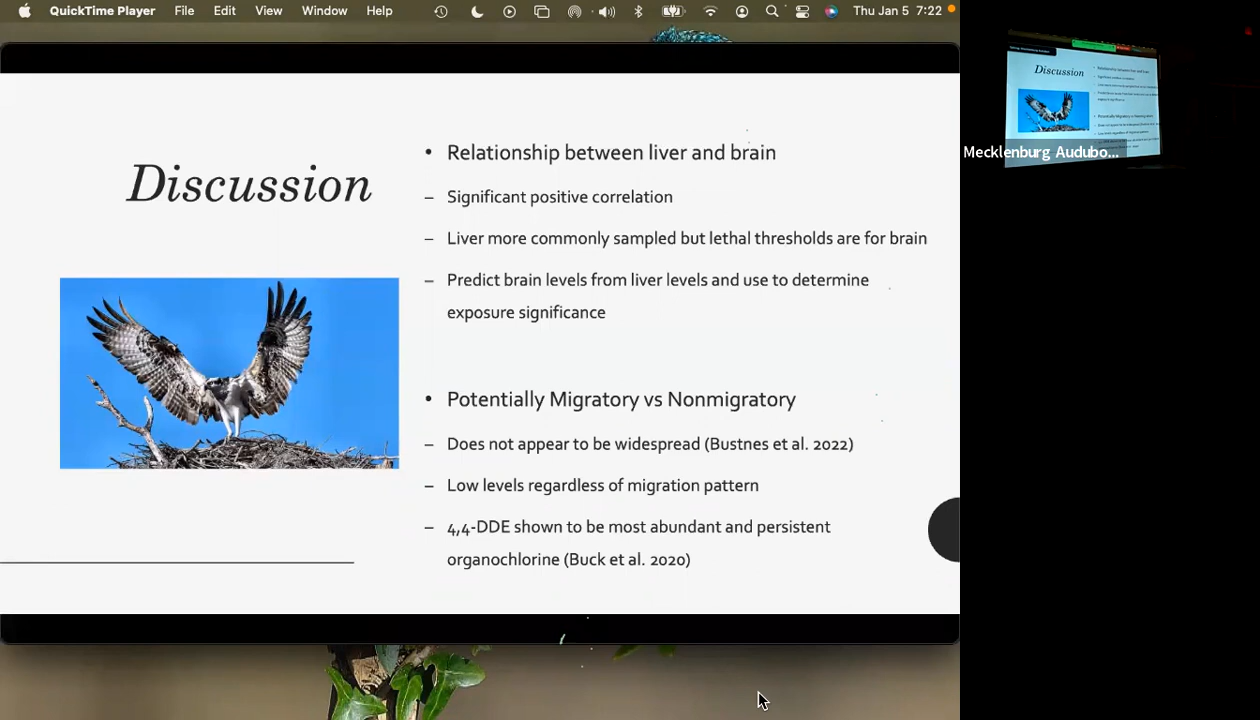 QuickTime Player File Edit View Window Help Thu Jan 5 7:22
Discussion
• Relationship between liver and brain
– Significant positive correlation
– Liver more commonly sampled but lethal thresholds are for brain
– Predict brain levels from liver levels and use to determine
exposure significance
• Potentially Migratory vs Nonmigratory
– Does not appear to be widespread (Bustnes et al. 2022)
– Low levels regardless of migration pattern
– 4,4-DDE shown to be most abundant and persistent
organochlorine (Buck et al. 2020)
Discussion
Mecklenburg Audubo...